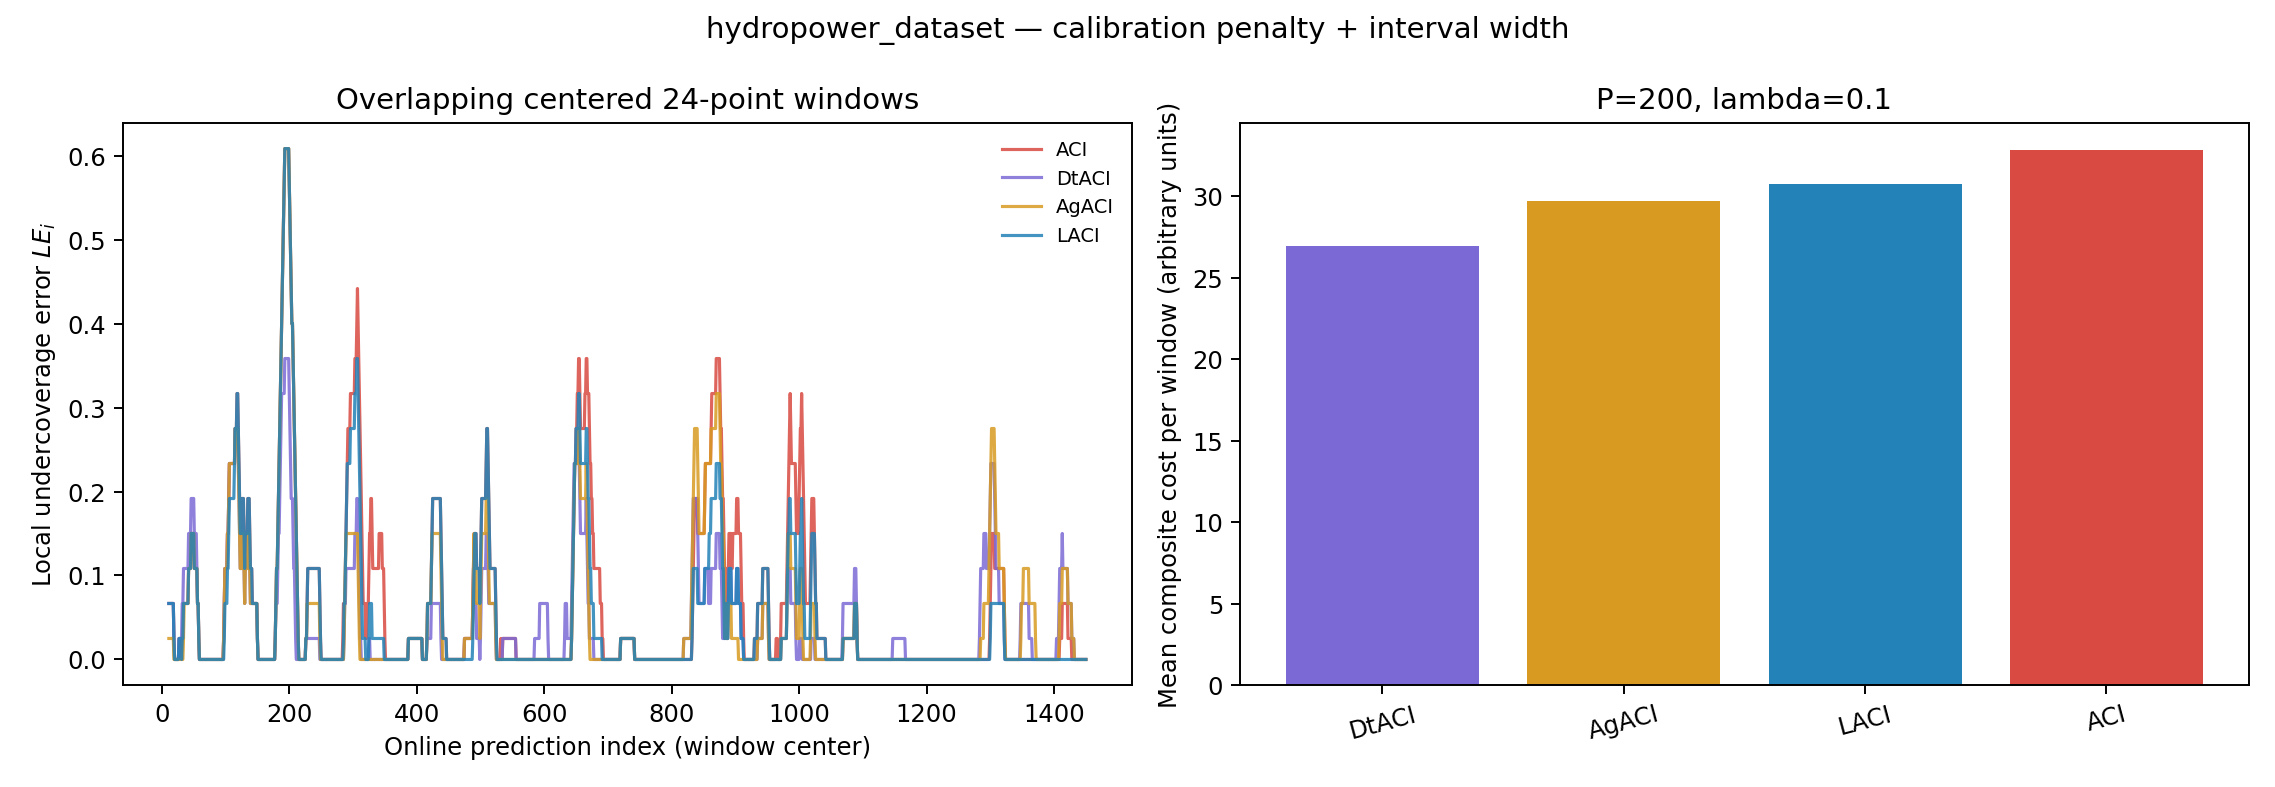 hydropower_dataset — calibration penalty + interval width
Overlapping centered 24-point windows
Local undercoverage error LE_i
0.6
0.5
0.4
0.3
0.2
0.1
0.0
ACI
DtACI
AgACI
LACI
0 200 400 600 800 1000 1200 1400
Online prediction index (window center)
P=200, lambda=0.1
Mean composite cost per window (arbitrary units)
30
25
20
15
10
5
0
DtACI AgACI LACI ACI